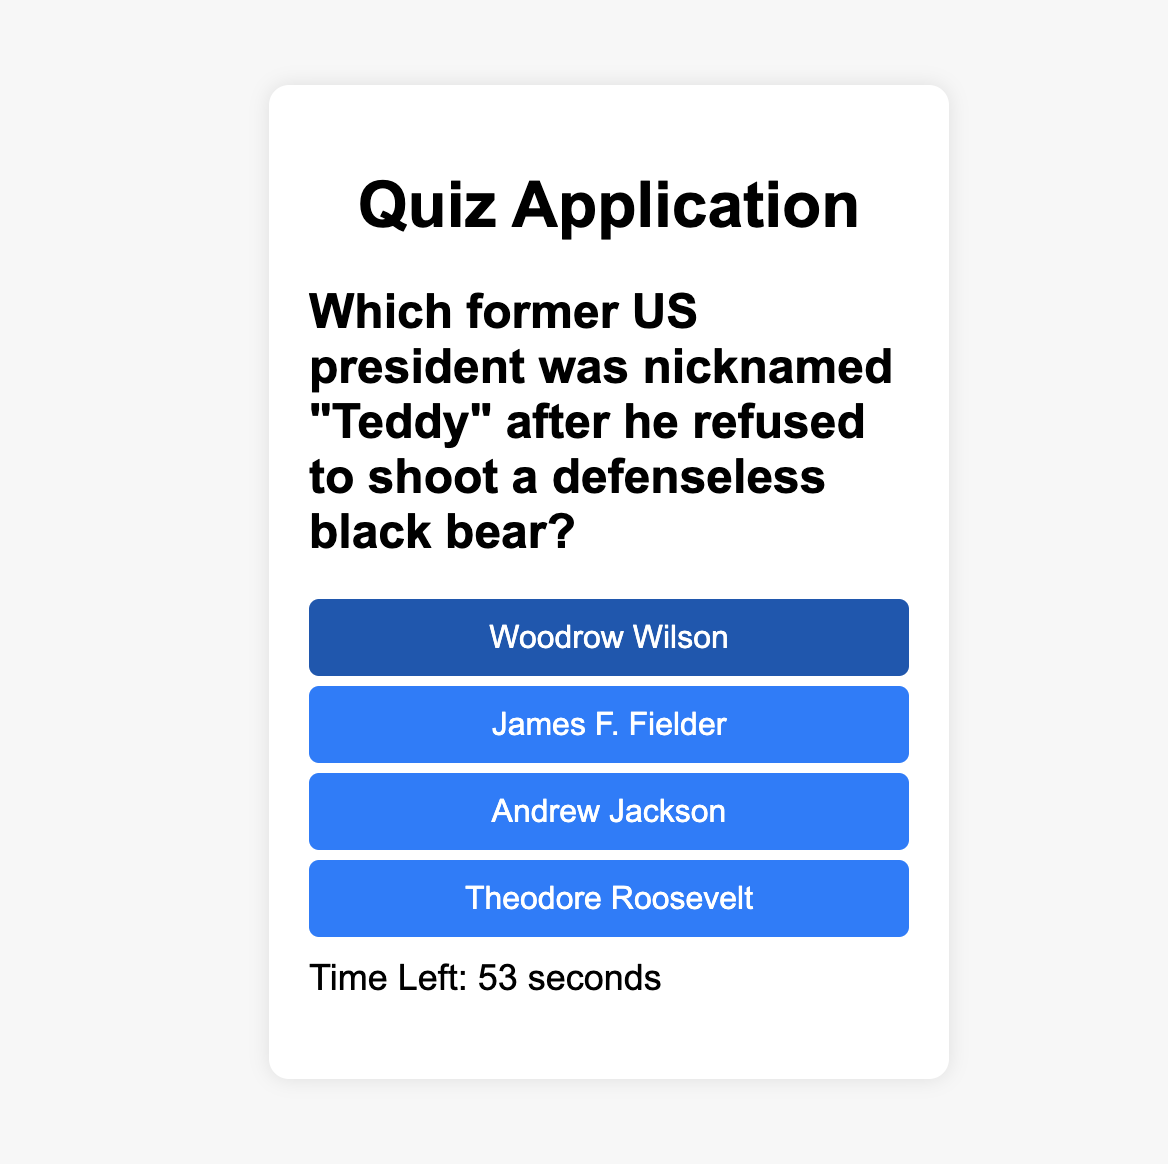 Quiz Application
Which former US
president was nicknamed
"Teddy" after he refused
to shoot a defenseless
black bear?
Woodrow Wilson
James F. Fielder
Andrew Jackson
Theodore Roosevelt
Time Left: 53 seconds